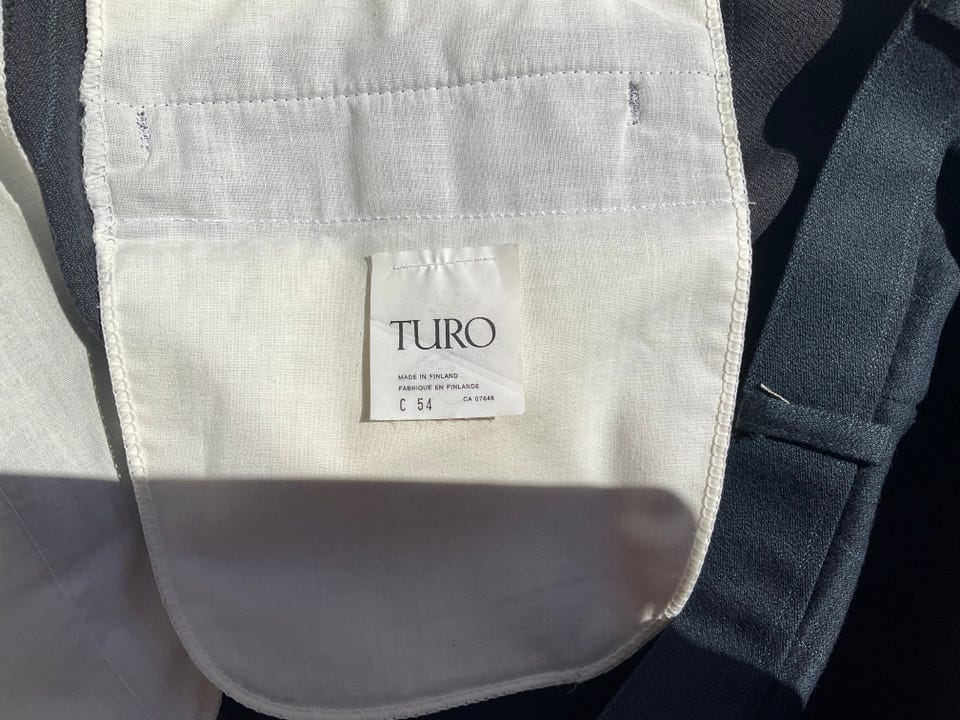 TURO
MADE IN FINLAND
FABRIQUE EN FINLANDE
C 54 CA 07646